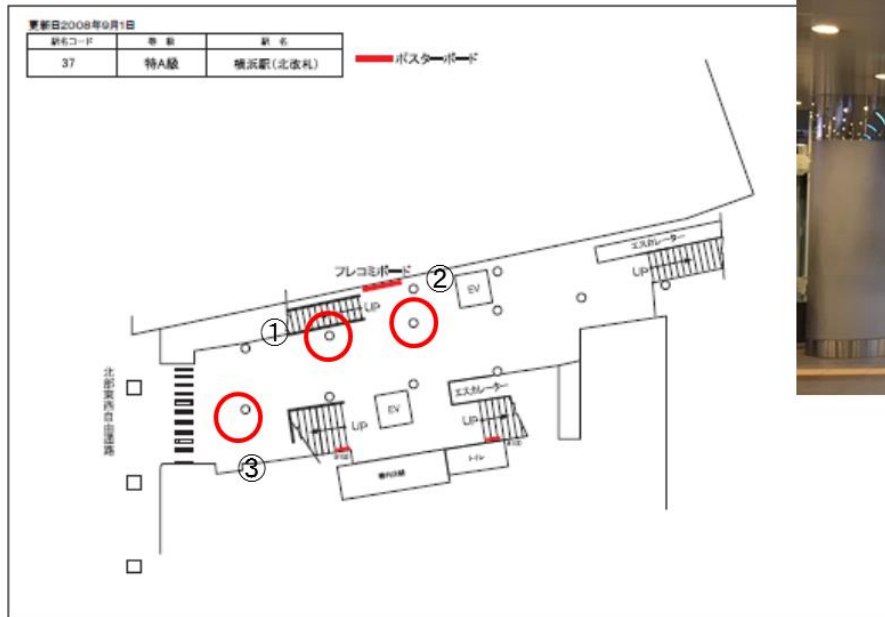 更新日2008年9月1日
駅名コード 等 級 駅 名
37 特A級 横浜駅(北改札)
ポスターボード
エスカレーター
UP
プレコミボード
②
EV
UP
①
北部東西自由通路
エスカレーター
EV
UP
UP
③
トイレ